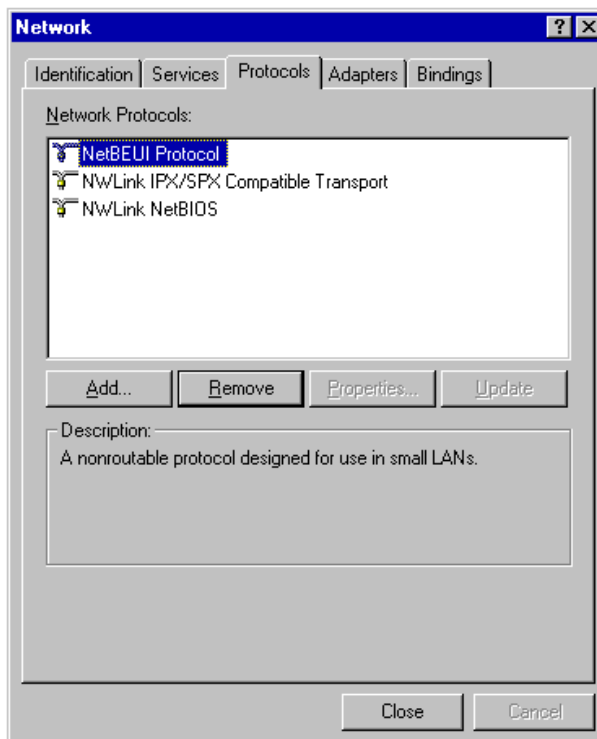 Network
Identification Services Protocols Adapters Bindings
Network Protocols:
NetBEUI Protocol
NWLink IPX/SPX Compatible Transport
NWLink NetBIOS
Add... Remove Properties... Update
Description:
A nonroutable protocol designed for use in small LANs.
Close Cancel